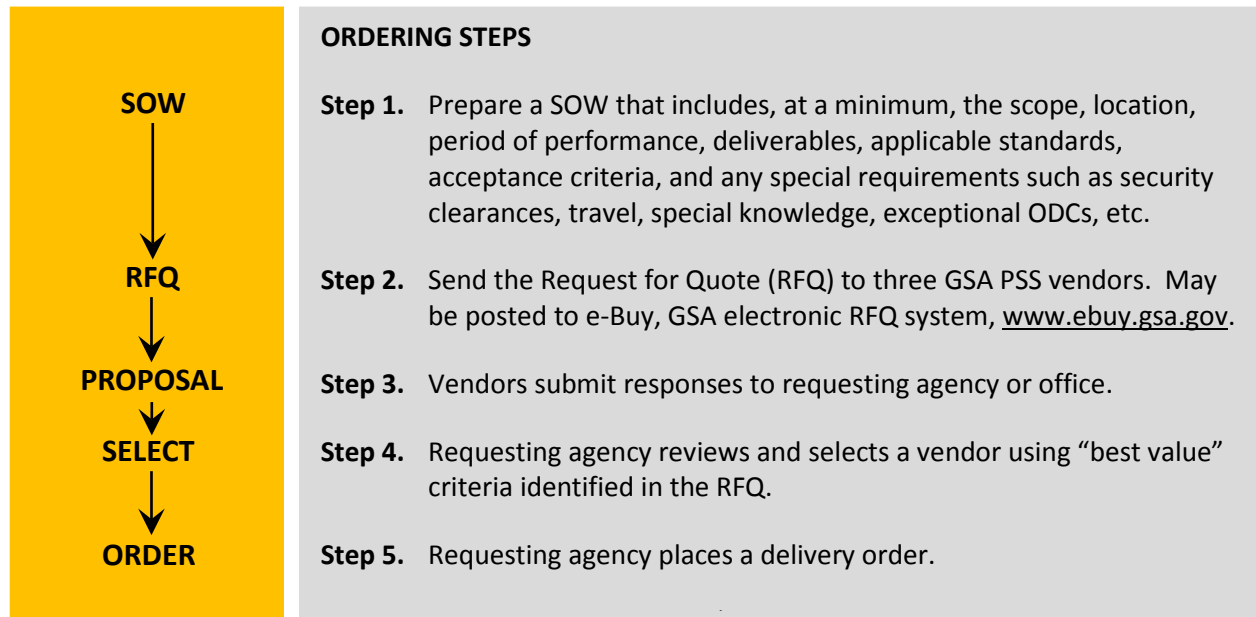 ORDERING STEPS
SOW
Step 1. Prepare a SOW that includes, at a minimum, the scope, location,
period of performance, deliverables, applicable standards,
acceptance criteria, and any special requirements such as security
clearances, travel, special knowledge, exceptional ODCs, etc.
RFQ
Step 2. Send the Request for Quote (RFQ) to three GSA PSS vendors. May
be posted to e-Buy, GSA electronic RFQ system, www.ebuy.gsa.gov.
PROPOSAL
Step 3. Vendors submit responses to requesting agency or office.
SELECT
Step 4. Requesting agency reviews and selects a vendor using “best value”
criteria identified in the RFQ.
ORDER
Step 5. Requesting agency places a delivery order.